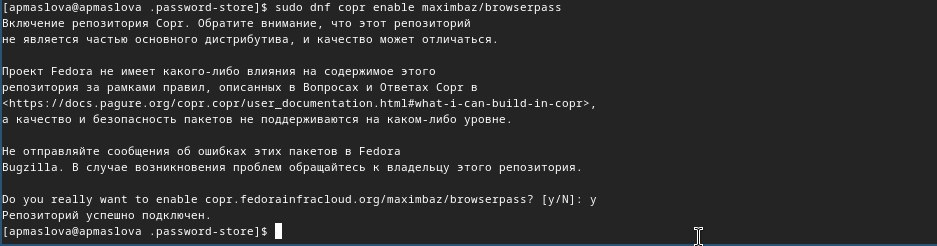 [apmaslova@apmaslova .password-store]$ sudo dnf copr enable maximbaz/browserpass
Включение репозитория Copr. Обратите внимание, что этот репозиторий
не является частью основного дистрибутива, и качество может отличаться.
Проект Fedora не имеет какого-либо влияния на содержимое этого
репозитория за рамками правил, описанных в Вопросах и Ответах Copr в
<https://docs.pagure.org/copr.copr/user_documentation.html#what-i-can-build-in-copr>,
а качество и безопасность пакетов не поддерживаются на каком-либо уровне.
Не отправляйте сообщения об ошибках этих пакетов в Fedora
Bugzilla. В случае возникновения проблем обращайтесь к владельцу этого репозитория.
Do you really want to enable copr.fedorainfracloud.org/maximbaz/browserpass? [y/N]: y
Репозиторий успешно подключен.
[apmaslova@apmaslova .password-store]$